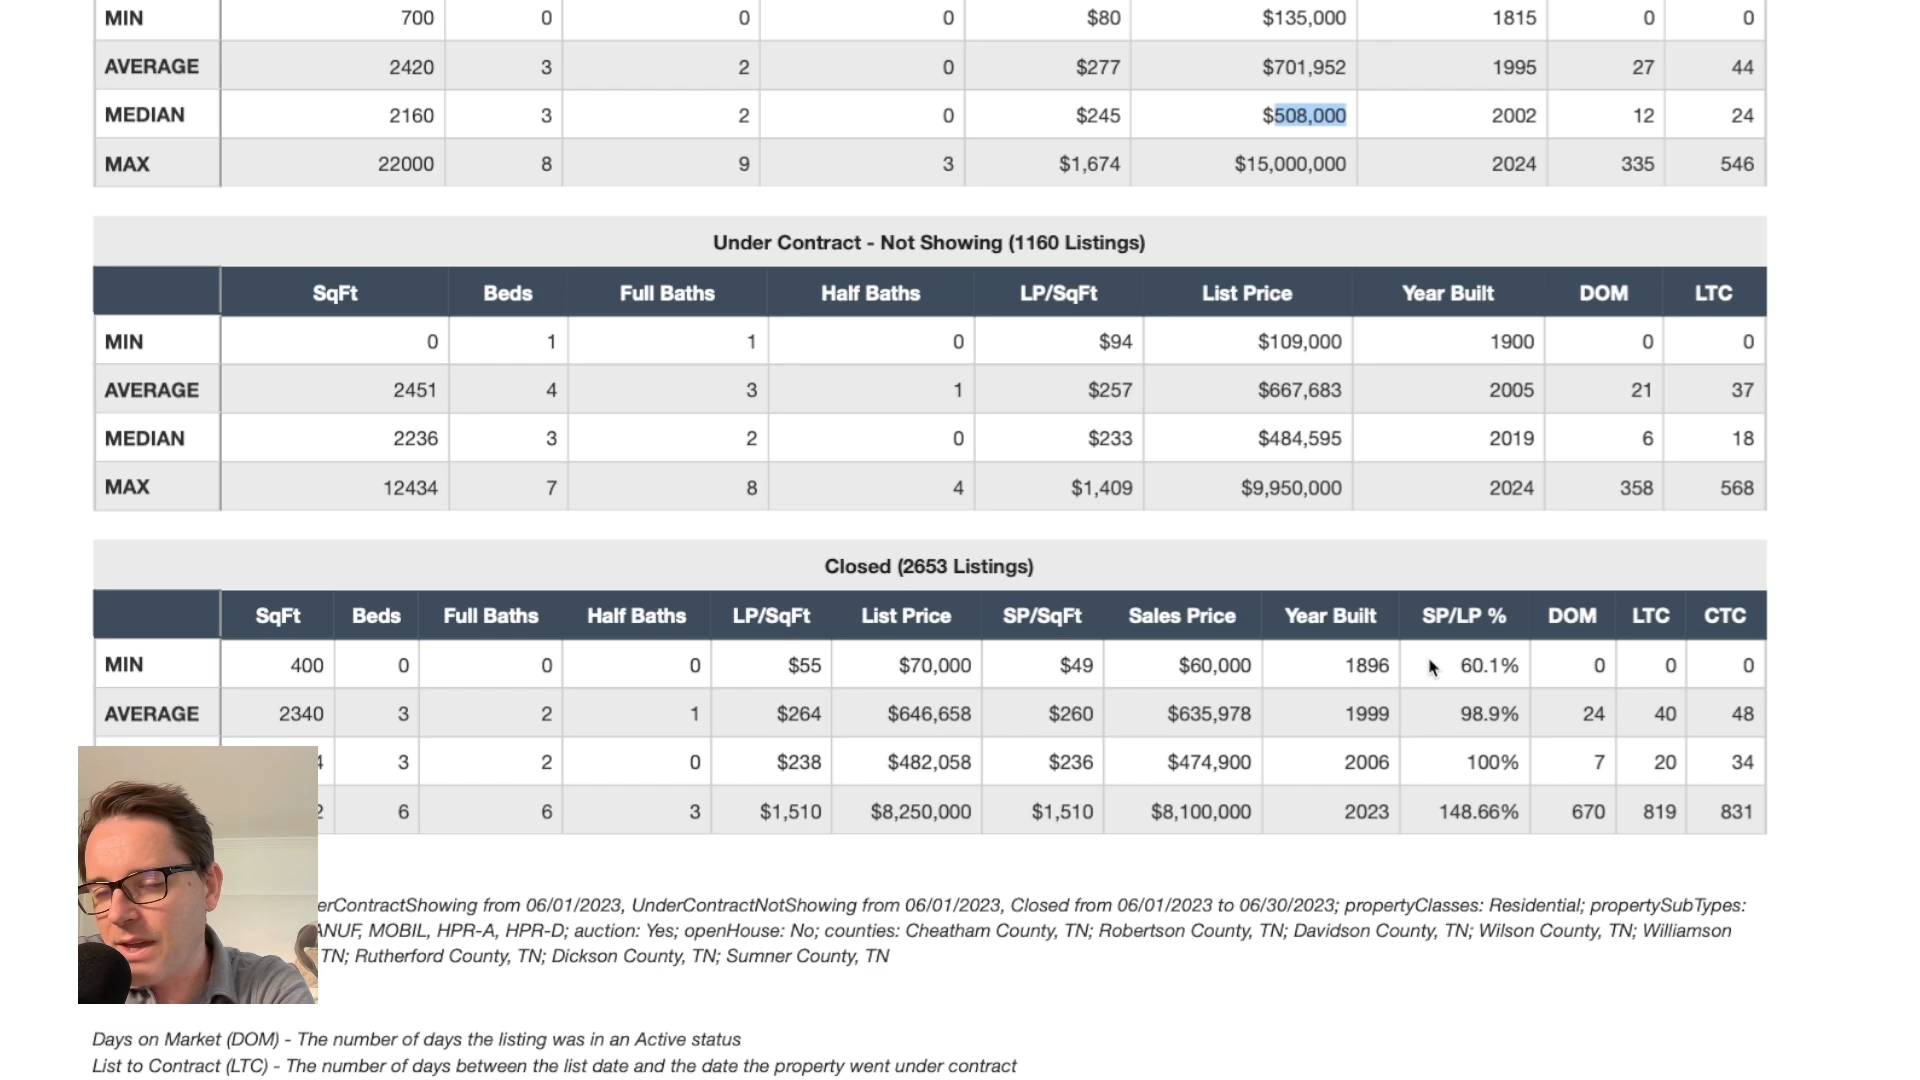 MIN 700 0 0 0 $80 $135,000 1815 0 0
AVERAGE 2420 3 2 0 $277 $701,952 1995 27 44
MEDIAN 2160 3 2 0 $245 $508,000 2002 12 24
MAX 22000 8 9 3 $1,674 $15,000,000 2024 335 546
Under Contract - Not Showing (1160 Listings)
SqFt Beds Full Baths Half Baths LP/SqFt List Price Year Built DOM LTC
MIN 0 1 1 0 $94 $109,000 1900 0 0
AVERAGE 2451 4 3 1 $257 $667,683 2005 21 37
MEDIAN 2236 3 2 0 $233 $484,595 2019 6 18
MAX 12434 7 8 4 $1,409 $9,950,000 2024 358 568
Closed (2653 Listings)
SqFt Beds Full Baths Half Baths LP/SqFt List Price SP/SqFt Sales Price Year Built SP/LP % DOM LTC CTC
MIN 400 0 0 0 $55 $70,000 $49 $60,000 1896 60.1% 0 0 0
AVERAGE 2340 3 2 1 $264 $646,658 $260 $635,978 1999 98.9% 24 40 48
3 2 0 $238 $482,058 $236 $474,900 2006 100% 7 20 34
6 6 3 $1,510 $8,250,000 $1,510 $8,100,000 2023 148.66% 670 819 831
erContractShowing from 06/01/2023, UnderContractNotShowing from 06/01/2023, Closed from 06/01/2023 to 06/30/2023; propertyClasses: Residential; propertySubTypes:
ANUF, MOBIL, HPR-A, HPR-D; auction: Yes; openHouse: No; counties: Cheatham County, TN; Robertson County, TN; Davidson County, TN; Wilson County, TN; Williamson
TN; Rutherford County, TN; Dickson County, TN; Sumner County, TN
Days on Market (DOM) - The number of days the listing was in an Active status
List to Contract (LTC) - The number of days between the list date and the date the property went under contract